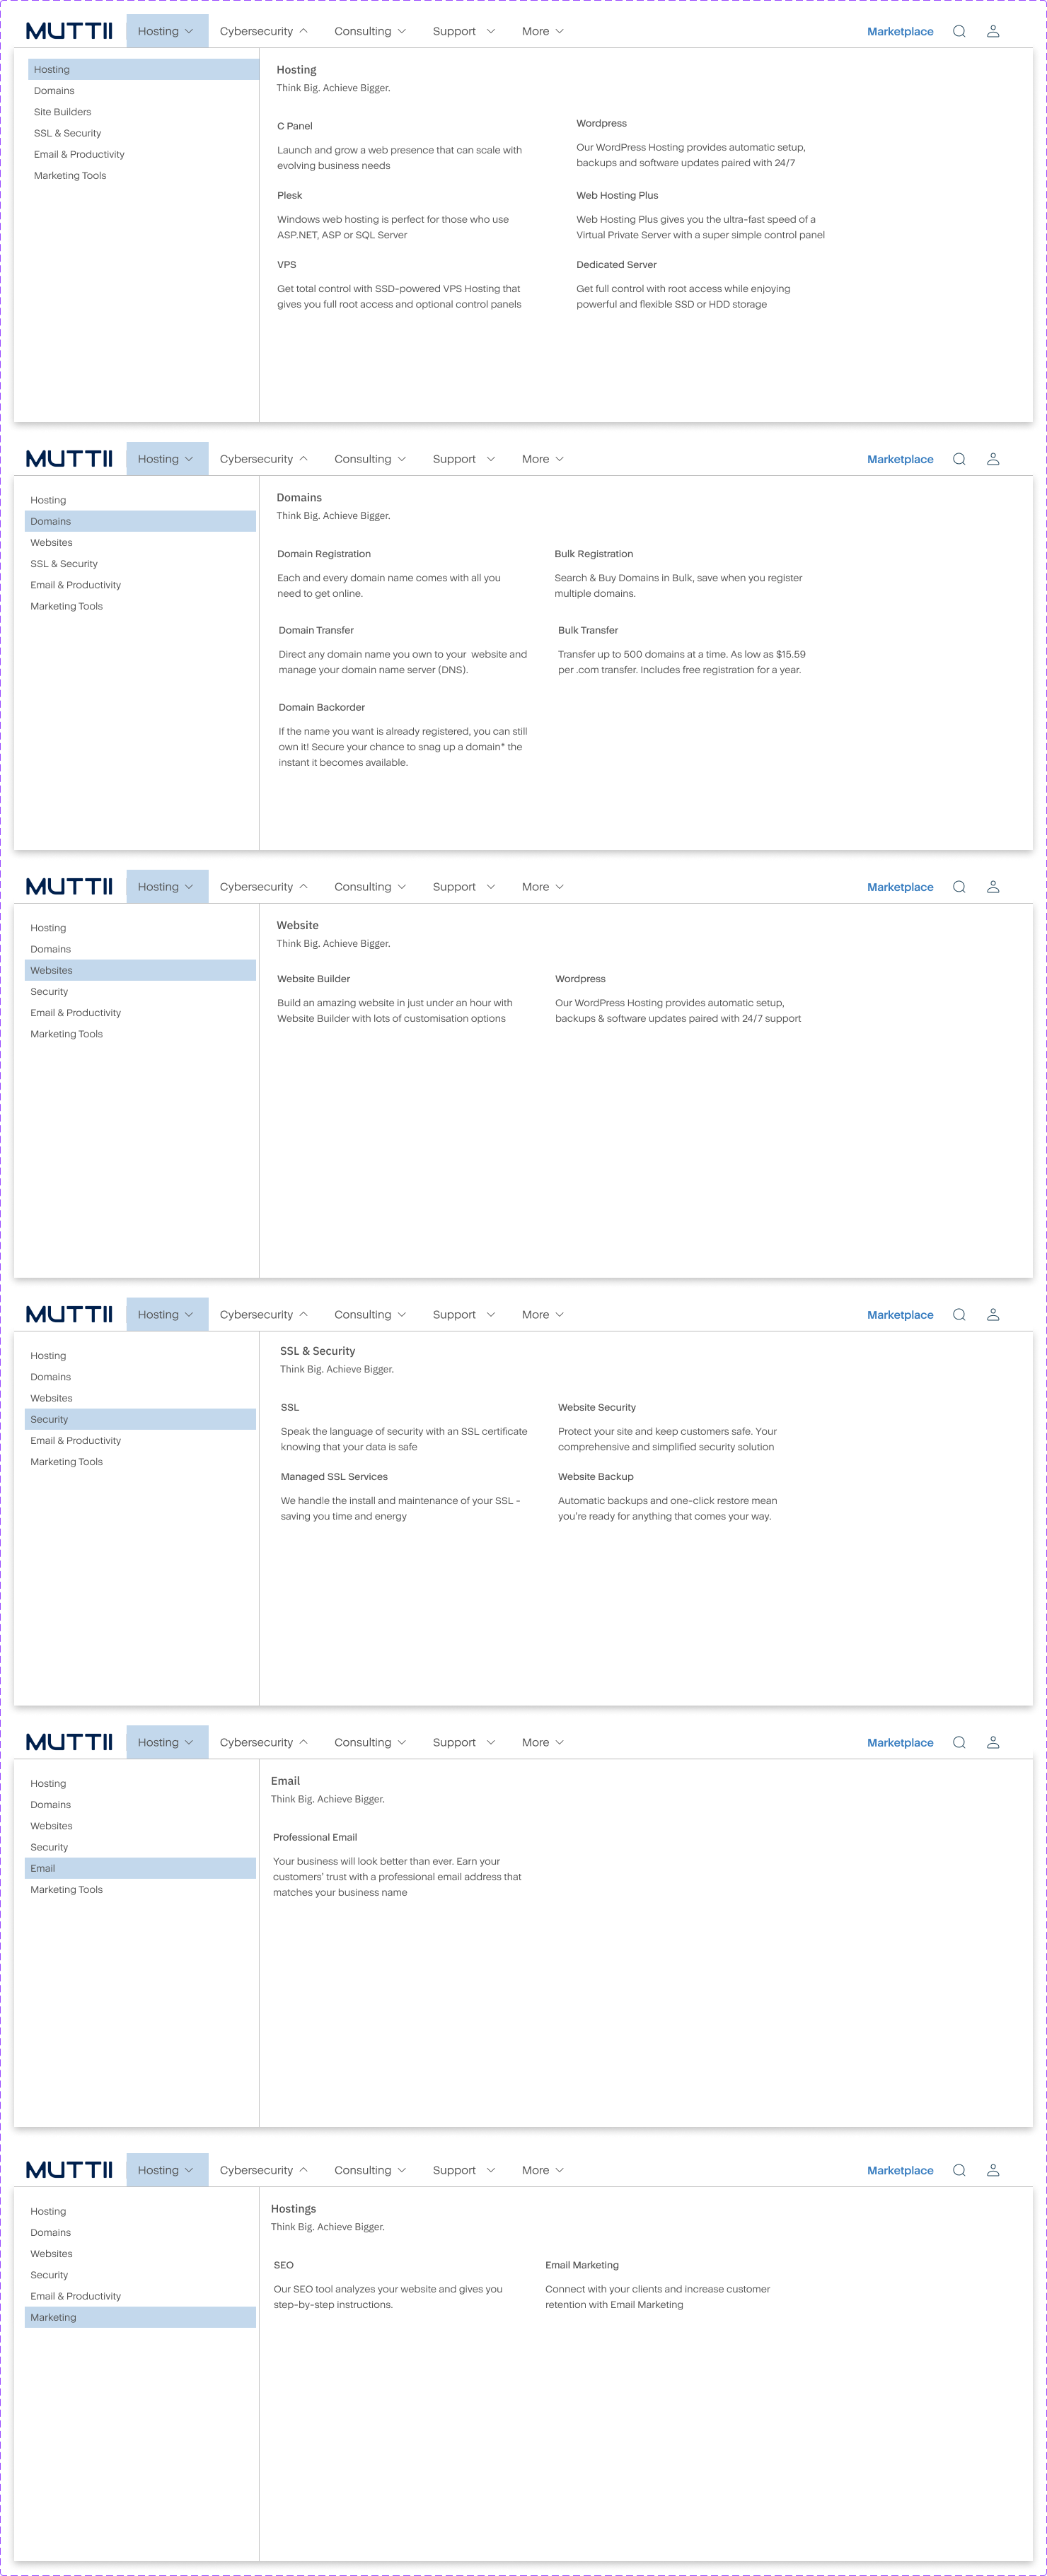 MUTTII Hosting Cybersecurity Consulting Support More Marketplace
Hosting
Domains
Site Builders
SSL & Security
Email & Productivity
Marketing Tools
Hosting
Think Big. Achieve Bigger.
C Panel
Launch and grow a web presence that can scale with
evolving business needs
Wordpress
Our WordPress Hosting provides automatic setup,
backups and software updates paired with 24/7
Plesk
Windows web hosting is perfect for those who use
ASP.NET, ASP or SQL Server
Web Hosting Plus
Web Hosting Plus gives you the ultra-fast speed of a
Virtual Private Server with a super simple control panel
VPS
Get total control with SSD-powered VPS Hosting that
gives you full root access and optional control panels
Dedicated Server
Get full control with root access while enjoying
powerful and flexible SSD or HDD storage
MUTTII Hosting Cybersecurity Consulting Support More Marketplace
Hosting
Domains
Websites
SSL & Security
Email & Productivity
Marketing Tools
Domains
Think Big. Achieve Bigger.
Domain Registration
Each and every domain name comes with all you
need to get online.
Bulk Registration
Search & Buy Domains in Bulk, save when you register
multiple domains.
Domain Transfer
Direct any domain name you own to your website and
manage your domain name server (DNS).
Bulk Transfer
Transfer up to 500 domains at a time. As low as $15.59
per .com transfer. Includes free registration for a year.
Domain Backorder
If the name you want is already registered, you can still
own it! Secure your chance to snag up a domain* the
instant it becomes available.
MUTTII Hosting Cybersecurity Consulting Support More Marketplace
Hosting
Domains
Websites
Security
Email & Productivity
Marketing Tools
Website
Think Big. Achieve Bigger.
Website Builder
Build an amazing website in just under an hour with
Website Builder with lots of customisation options
Wordpress
Our WordPress Hosting provides automatic setup,
backups & software updates paired with 24/7 support
MUTTII Hosting Cybersecurity Consulting Support More Marketplace
Hosting
Domains
Websites
Security
Email & Productivity
Marketing Tools
SSL & Security
Think Big. Achieve Bigger.
SSL
Speak the language of security with an SSL certificate
knowing that your data is safe
Website Security
Protect your site and keep customers safe. Your
comprehensive and simplified security solution
Managed SSL Services
We handle the install and maintenance of your SSL -
saving you time and energy
Website Backup
Automatic backups and one-click restore mean
you're ready for anything that comes your way.
MUTTII Hosting Cybersecurity Consulting Support More Marketplace
Hosting
Domains
Websites
Security
Email
Marketing Tools
Email
Think Big. Achieve Bigger.
Professional Email
Your business will look better than ever. Earn your
customers' trust with a professional email address that
matches your business name
MUTTII Hosting Cybersecurity Consulting Support More Marketplace
Hosting
Domains
Websites
Security
Email & Productivity
Marketing
Hostings
Think Big. Achieve Bigger.
SEO
Our SEO tool analyzes your website and gives you
step-by-step instructions.
Email Marketing
Connect with your clients and increase customer
retention with Email Marketing